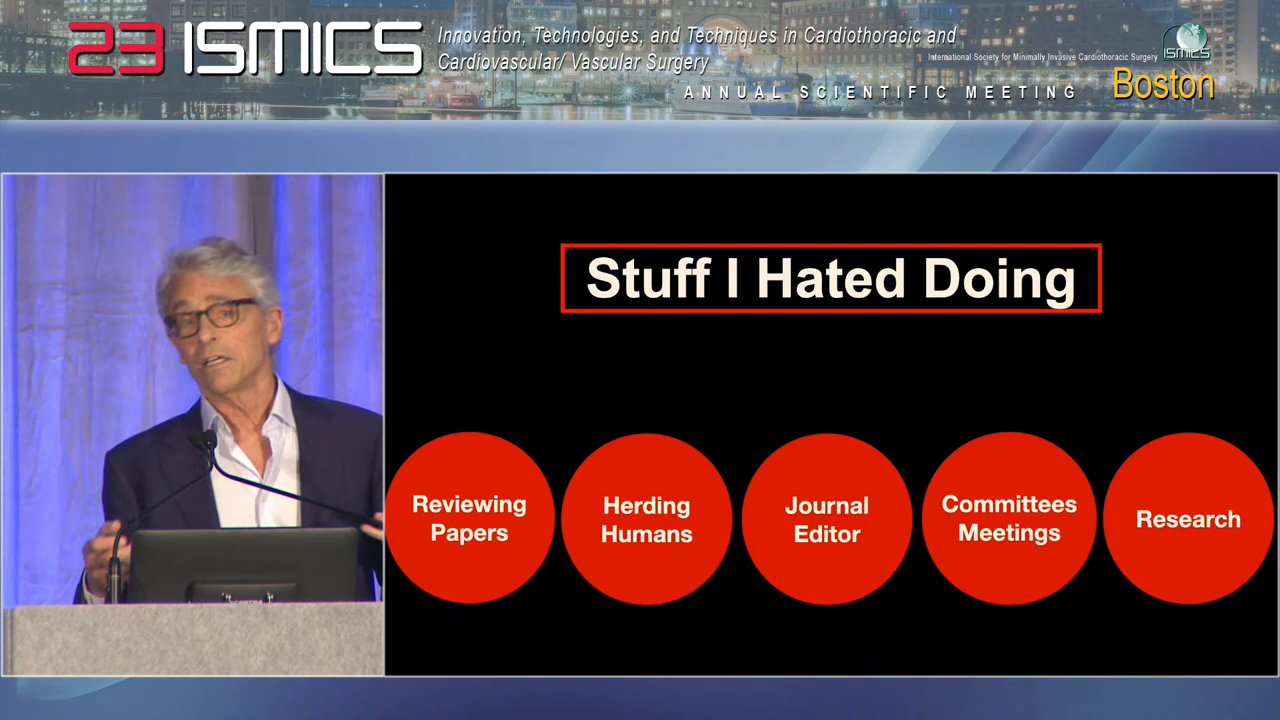 23 ISMICS
Innovation, Technologies, and Techniques in Cardiothoracic and
Cardiovascular/ Vascular Surgery
International Society for Minimally Invasive Cardiothoracic Surgery
ISMICS
ANNUAL SCIENTIFIC MEETING
Boston
Stuff I Hated Doing
Reviewing
Papers
Herding
Humans
Journal
Editor
Committees
Meetings
Research